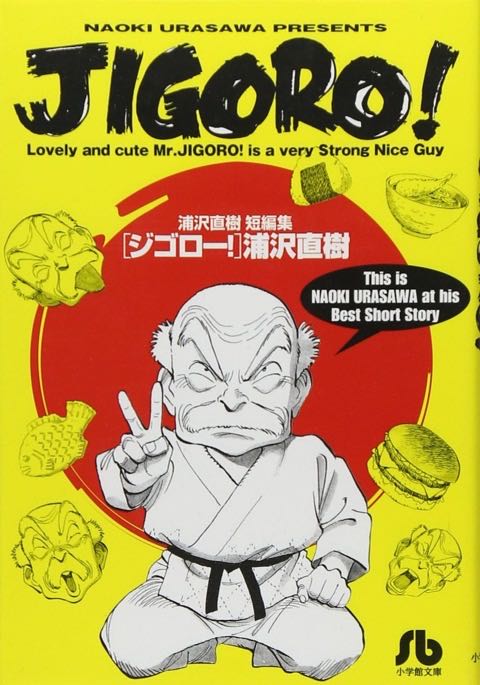 NAOKI URASAWA PRESENTS
JIGORO!
Lovely and cute Mr.JIGORO! is a very Strong Nice Guy
浦沢直樹 短編集
[ジゴロー!]浦沢直樹
This is
NAOKI URASAWA at his
Best Short Story
Sb
小学館文庫